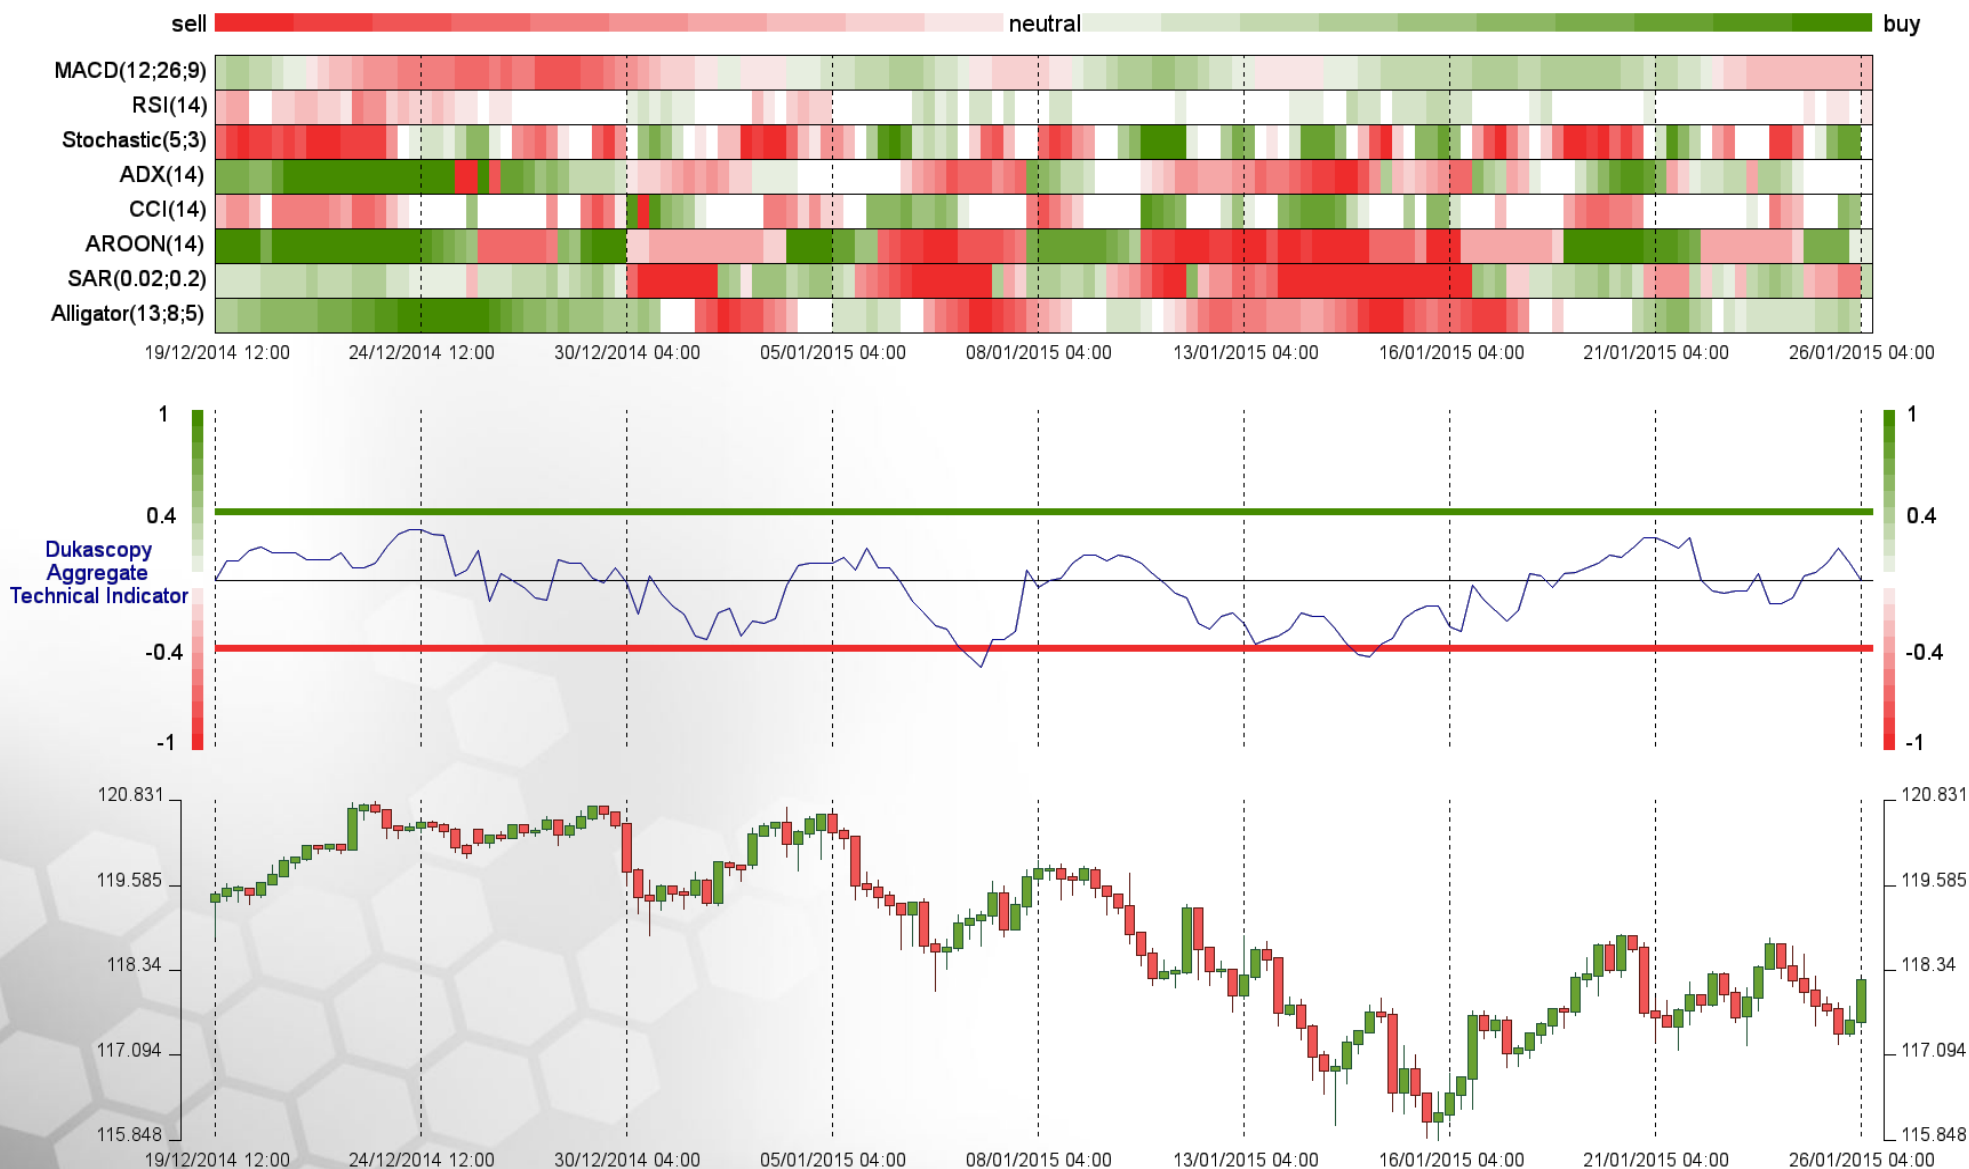 sell neutral buy
MACD(12;26;9)
RSI(14)
Stochastic(5;3)
ADX(14)
CCI(14)
AROON(14)
SAR(0.02;0.2)
Alligator(13;8;5)
19/12/2014 12:00 24/12/2014 12:00 30/12/2014 04:00 05/01/2015 04:00 08/01/2015 04:00 13/01/2015 04:00 16/01/2015 04:00 21/01/2015 04:00 26/01/2015 04:00
1 1
0.4 0.4
Dukascopy
Aggregate
Technical Indicator
-0.4 -0.4
-1 -1
120.831 120.831
119.585 119.585
118.34 118.34
117.094 117.094
115.848 115.848
19/12/2014 12:00 24/12/2014 12:00 30/12/2014 04:00 05/01/2015 04:00 08/01/2015 04:00 13/01/2015 04:00 16/01/2015 04:00 21/01/2015 04:00 26/01/2015 04:00